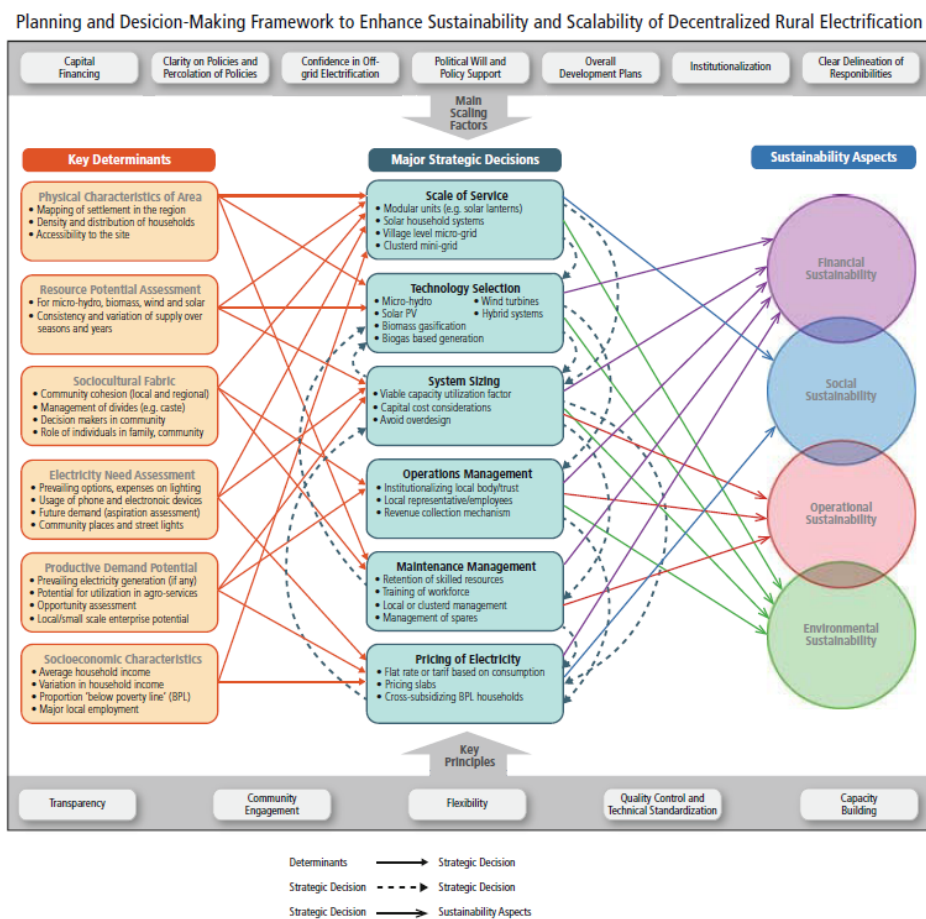 Planning and Desicion-Making Framework to Enhance Sustainability and Scalability of Decentralized Rural Electrification
Capital
Financing
Clarity on Policies and
Percolation of Policies
Confidence in Off-
grid Electrification
Political Will and
Policy Support
Overall
Development Plans
Institutionalization
Clear Delineation of
Responibilities
Main
Scaling
Factors
Key Determinants
Major Strategic Decisions
Sustainability Aspects
Physical Characteristics of Area
• Mapping of settlement in the region
• Density and distribution of households
• Accessibility to the site
Resource Potential Assessment
• For micro-hydro, biomass, wind and solar
• Consistency and variation of supply over
seasons and years
Sociocultural Fabric
• Community cohesion (local and regional)
• Management of divides (e.g. caste)
• Decision makers in community
• Role of individuals in family, community
Electricity Need Assessment
• Prevailing options, expenses on lighting
• Usage of phone and electronoic devices
• Future demand (aspiration assessment)
• Community places and street lights
Productive Demand Potential
• Prevailing electricity generation (if any)
• Potential for utilization in agro-services
• Opportunity assessment
• Local/small scale enterprise potential
Socioeconomic Characteristics
• Average household income
• Variation in household income
• Proportion 'below poverty line' (BPL)
• Major local employment
Scale of Service
• Modular units (e.g. solar lanterns)
• Solar household systems
• Village level micro-grid
• Clusterd mini-grid
Technology Selection
• Micro-hydro
• Solar PV
• Biomass gasification
• Biogas based generation
• Wind turbines
• Hybrid systems
System Sizing
• Viable capacity utilization factor
• Capital cost considerations
• Avoid overdesign
Operations Management
• Institutionalizing local body/trust
• Local representative/employees
• Revenue collection mechanism
Maintenance Management
• Retention of skilled resources
• Training of workforce
• Local or clusterd management
• Management of spares
Pricing of Electricity
• Flat rate or tarif based on consumption
• Pricing slabs
• Cross-subsidizing BPL households
Financial
Sustainability
Social
Sustainability
Operational
Sustainability
Environmental
Sustainability
Key
Principles
Transparency
Community
Engagement
Flexibility
Quality Control and
Technical Standardization
Capacity
Building
Determinants
Strategic Decision
Strategic Decision
Strategic Decision
Strategic Decision
Sustainability Aspects